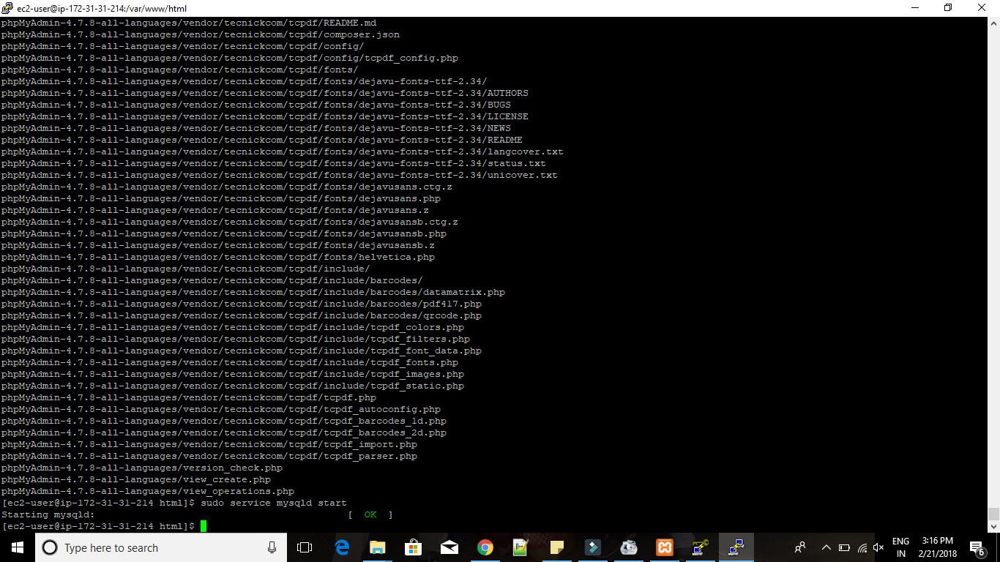 ec2-user@ip-172-31-31-214:/var/www/html
phpMyAdmin-4.7.8-all-languages/vendor/tecnickcom/tcpdf/README.md
phpMyAdmin-4.7.8-all-languages/vendor/tecnickcom/tcpdf/composer.json
phpMyAdmin-4.7.8-all-languages/vendor/tecnickcom/tcpdf/config/
phpMyAdmin-4.7.8-all-languages/vendor/tecnickcom/tcpdf/config/tcpdf_config.php
phpMyAdmin-4.7.8-all-languages/vendor/tecnickcom/tcpdf/fonts/
phpMyAdmin-4.7.8-all-languages/vendor/tecnickcom/tcpdf/fonts/dejavu-fonts-ttf-2.34/
phpMyAdmin-4.7.8-all-languages/vendor/tecnickcom/tcpdf/fonts/dejavu-fonts-ttf-2.34/AUTHORS
phpMyAdmin-4.7.8-all-languages/vendor/tecnickcom/tcpdf/fonts/dejavu-fonts-ttf-2.34/BUGS
phpMyAdmin-4.7.8-all-languages/vendor/tecnickcom/tcpdf/fonts/dejavu-fonts-ttf-2.34/LICENSE
phpMyAdmin-4.7.8-all-languages/vendor/tecnickcom/tcpdf/fonts/dejavu-fonts-ttf-2.34/NEWS
phpMyAdmin-4.7.8-all-languages/vendor/tecnickcom/tcpdf/fonts/dejavu-fonts-ttf-2.34/README
phpMyAdmin-4.7.8-all-languages/vendor/tecnickcom/tcpdf/fonts/dejavu-fonts-ttf-2.34/langcover.txt
phpMyAdmin-4.7.8-all-languages/vendor/tecnickcom/tcpdf/fonts/dejavu-fonts-ttf-2.34/status.txt
phpMyAdmin-4.7.8-all-languages/vendor/tecnickcom/tcpdf/fonts/dejavu-fonts-ttf-2.34/unicover.txt
phpMyAdmin-4.7.8-all-languages/vendor/tecnickcom/tcpdf/fonts/dejavusans.ctg.z
phpMyAdmin-4.7.8-all-languages/vendor/tecnickcom/tcpdf/fonts/dejavusans.php
phpMyAdmin-4.7.8-all-languages/vendor/tecnickcom/tcpdf/fonts/dejavusans.z
phpMyAdmin-4.7.8-all-languages/vendor/tecnickcom/tcpdf/fonts/dejavusansb.ctg.z
phpMyAdmin-4.7.8-all-languages/vendor/tecnickcom/tcpdf/fonts/dejavusansb.php
phpMyAdmin-4.7.8-all-languages/vendor/tecnickcom/tcpdf/fonts/dejavusansb.z
phpMyAdmin-4.7.8-all-languages/vendor/tecnickcom/tcpdf/fonts/helvetica.php
phpMyAdmin-4.7.8-all-languages/vendor/tecnickcom/tcpdf/include/
phpMyAdmin-4.7.8-all-languages/vendor/tecnickcom/tcpdf/include/barcodes/
phpMyAdmin-4.7.8-all-languages/vendor/tecnickcom/tcpdf/include/barcodes/datamatrix.php
phpMyAdmin-4.7.8-all-languages/vendor/tecnickcom/tcpdf/include/barcodes/pdf417.php
phpMyAdmin-4.7.8-all-languages/vendor/tecnickcom/tcpdf/include/barcodes/qrcode.php
phpMyAdmin-4.7.8-all-languages/vendor/tecnickcom/tcpdf/include/tcpdf_colors.php
phpMyAdmin-4.7.8-all-languages/vendor/tecnickcom/tcpdf/include/tcpdf_filters.php
phpMyAdmin-4.7.8-all-languages/vendor/tecnickcom/tcpdf/include/tcpdf_font_data.php
phpMyAdmin-4.7.8-all-languages/vendor/tecnickcom/tcpdf/include/tcpdf_fonts.php
phpMyAdmin-4.7.8-all-languages/vendor/tecnickcom/tcpdf/include/tcpdf_images.php
phpMyAdmin-4.7.8-all-languages/vendor/tecnickcom/tcpdf/include/tcpdf_static.php
phpMyAdmin-4.7.8-all-languages/vendor/tecnickcom/tcpdf/tcpdf.php
phpMyAdmin-4.7.8-all-languages/vendor/tecnickcom/tcpdf/tcpdf_autoconfig.php
phpMyAdmin-4.7.8-all-languages/vendor/tecnickcom/tcpdf/tcpdf_barcodes_1d.php
phpMyAdmin-4.7.8-all-languages/vendor/tecnickcom/tcpdf/tcpdf_barcodes_2d.php
phpMyAdmin-4.7.8-all-languages/vendor/tecnickcom/tcpdf/tcpdf_import.php
phpMyAdmin-4.7.8-all-languages/vendor/tecnickcom/tcpdf/tcpdf_parser.php
phpMyAdmin-4.7.8-all-languages/version_check.php
phpMyAdmin-4.7.8-all-languages/view_create.php
phpMyAdmin-4.7.8-all-languages/view_operations.php
[ec2-user@ip-172-31-31-214 html]$ sudo service mysqld start
Starting mysqld: [ OK ]
[ec2-user@ip-172-31-31-214 html]$
Type here to search
ENG
IN
3:16 PM
2/21/2018
6